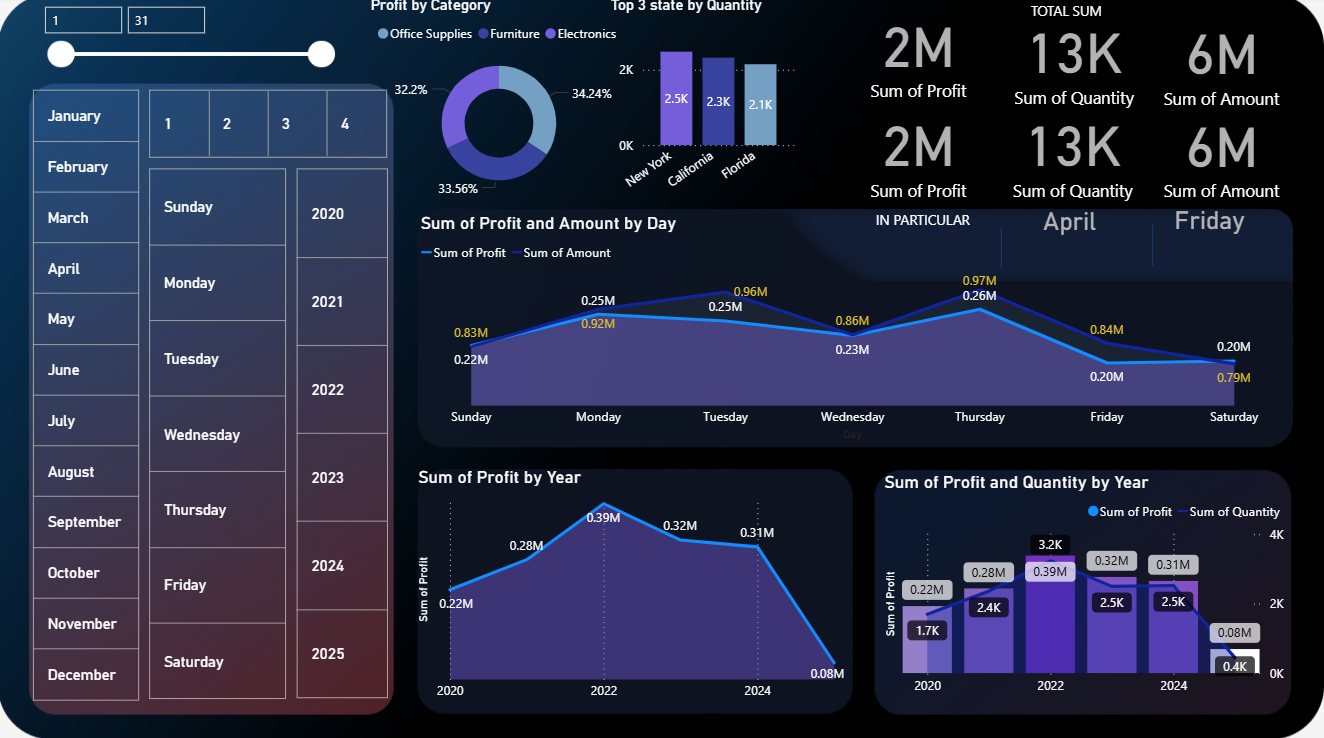 1 31
January
February
March
April
May
June
July
August
September
October
November
December
1 2 3 4
Sunday
Monday
Tuesday
Wednesday
Thursday
Friday
Saturday
2020
2021
2022
2023
2024
2025
Profit by Category
Office Supplies Furniture Electronics
32.2%
34.24%
33.56%
Top 3 state by Quantity
2K
0K
2.5K 2.3K 2.1K
New York California Florida
TOTAL SUM
2M 13K 6M
Sum of Profit Sum of Quantity Sum of Amount
2M 13K 6M
Sum of Profit Sum of Quantity Sum of Amount
IN PARTICULAR April Friday
Sum of Profit and Amount by Day
Sum of Profit Sum of Amount
0.83M 0.25M 0.96M 0.86M 0.97M 0.84M 0.20M
0.22M 0.92M 0.25M 0.23M 0.26M 0.20M 0.79M
Sunday Monday Tuesday Wednesday Thursday Friday Saturday
Day
Sum of Profit by Year
Sum of Profit
0.22M 0.28M 0.39M 0.32M 0.31M 0.08M
2020 2022 2024
Sum of Profit and Quantity by Year
Sum of Profit Sum of Quantity
Sum of Profit
4K
2K
0K
0.22M 0.28M 0.39M 0.32M 0.31M 0.08M
1.7K 2.4K 3.2K 2.5K 2.5K 0.4K
2020 2022 2024